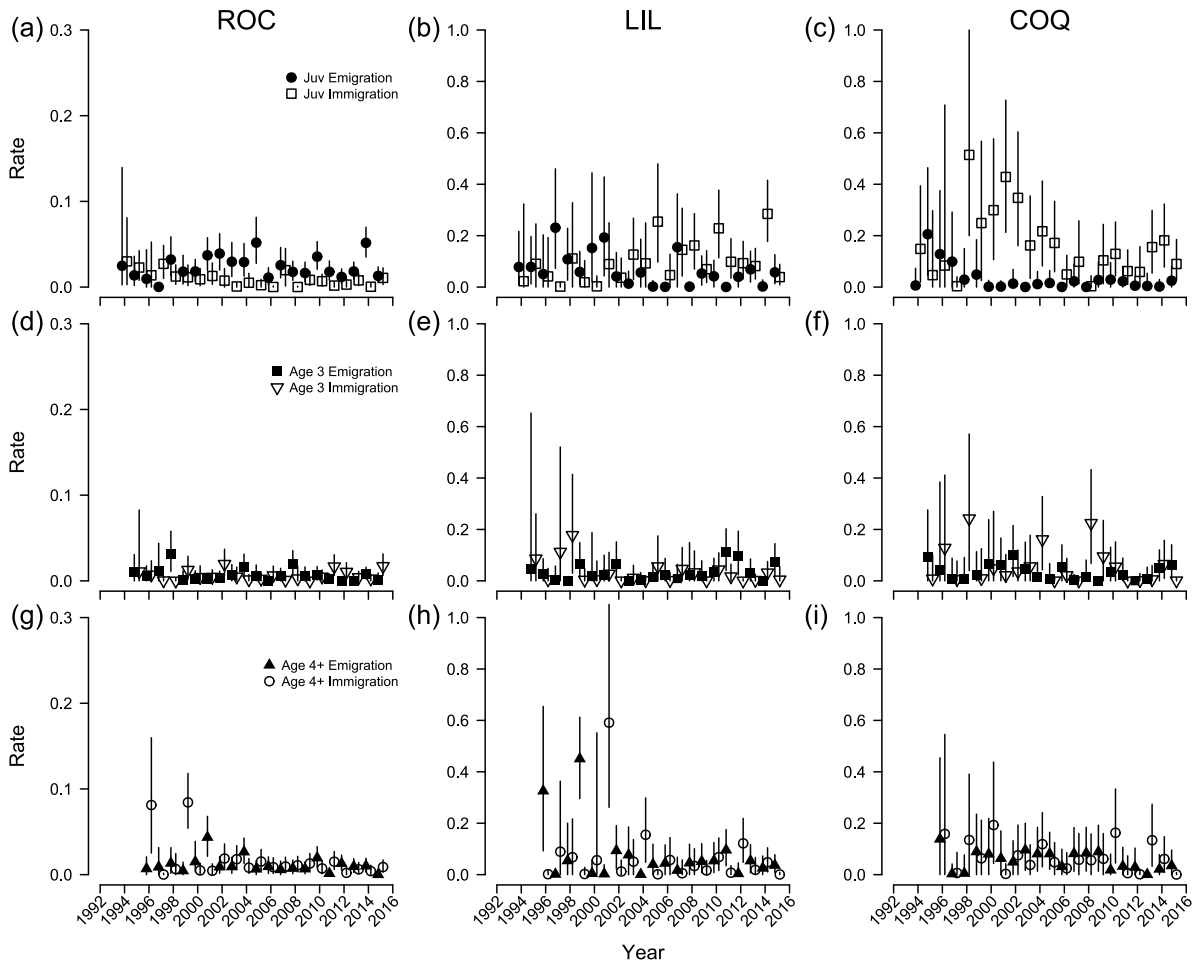 ROC LIL COQ
(a) (b) (c)
0.3 1.0 1.0
0.8 0.8
Juv Emigration
Juv Immigration
0.2 0.6 0.6
Rate
0.4 0.4
0.1
0.2 0.2
0.0 0.0 0.0
1992 1994 1996 1998 2000 2002 2004 2006 2008 2010 2012 2014 2016
(d) (e) (f)
0.3 1.0 1.0
0.8 0.8
Age 3 Emigration
Age 3 Immigration
0.2 0.6 0.6
Rate
0.4 0.4
0.1
0.2 0.2
0.0 0.0 0.0
(g) (h) (i)
0.3 1.0 1.0
0.8 0.8
Age 4+ Emigration
Age 4+ Immigration
0.2 0.6 0.6
Rate
0.4 0.4
0.1
0.2 0.2
0.0 0.0 0.0
1992 1994 1996 1998 2000 2002 2004 2006 2008 2010 2012 2014 2016
1992 1994 1996 1998 2000 2002 2004 2006 2008 2010 2012 2014 2016
Year